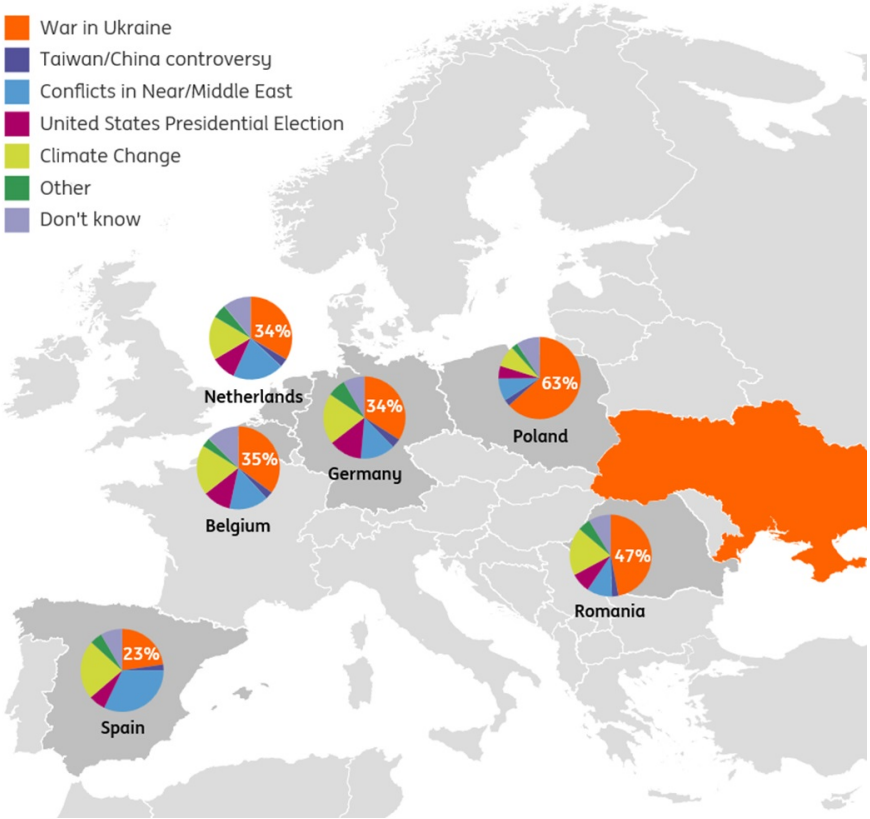 War in Ukraine
Taiwan/China controversy
Conflicts in Near/Middle East
United States Presidential Election
Climate Change
Other
Don't know
34%
Netherlands
34%
Germany
63%
Poland
35%
Belgium
47%
Romania
23%
Spain